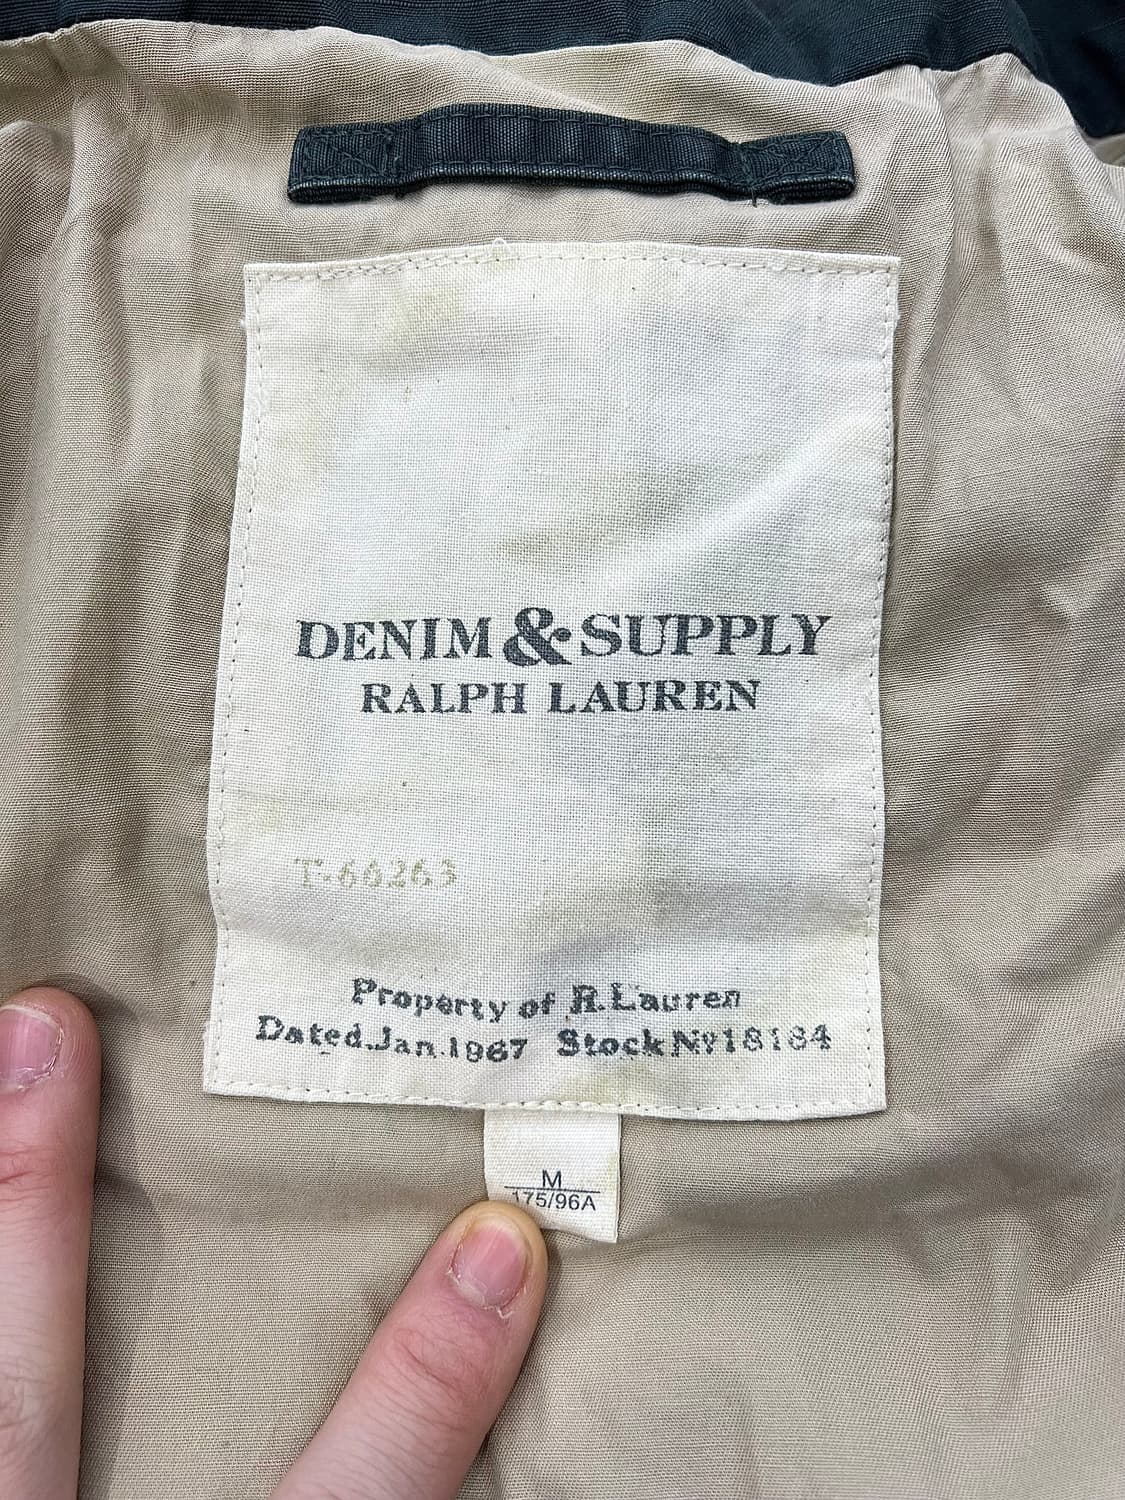 DENIM & SUPPLY
RALPH LAUREN
T-66263
Property of R. Lauren
Dated Jan. 1967 Stock Nº 18184
M
175/96A